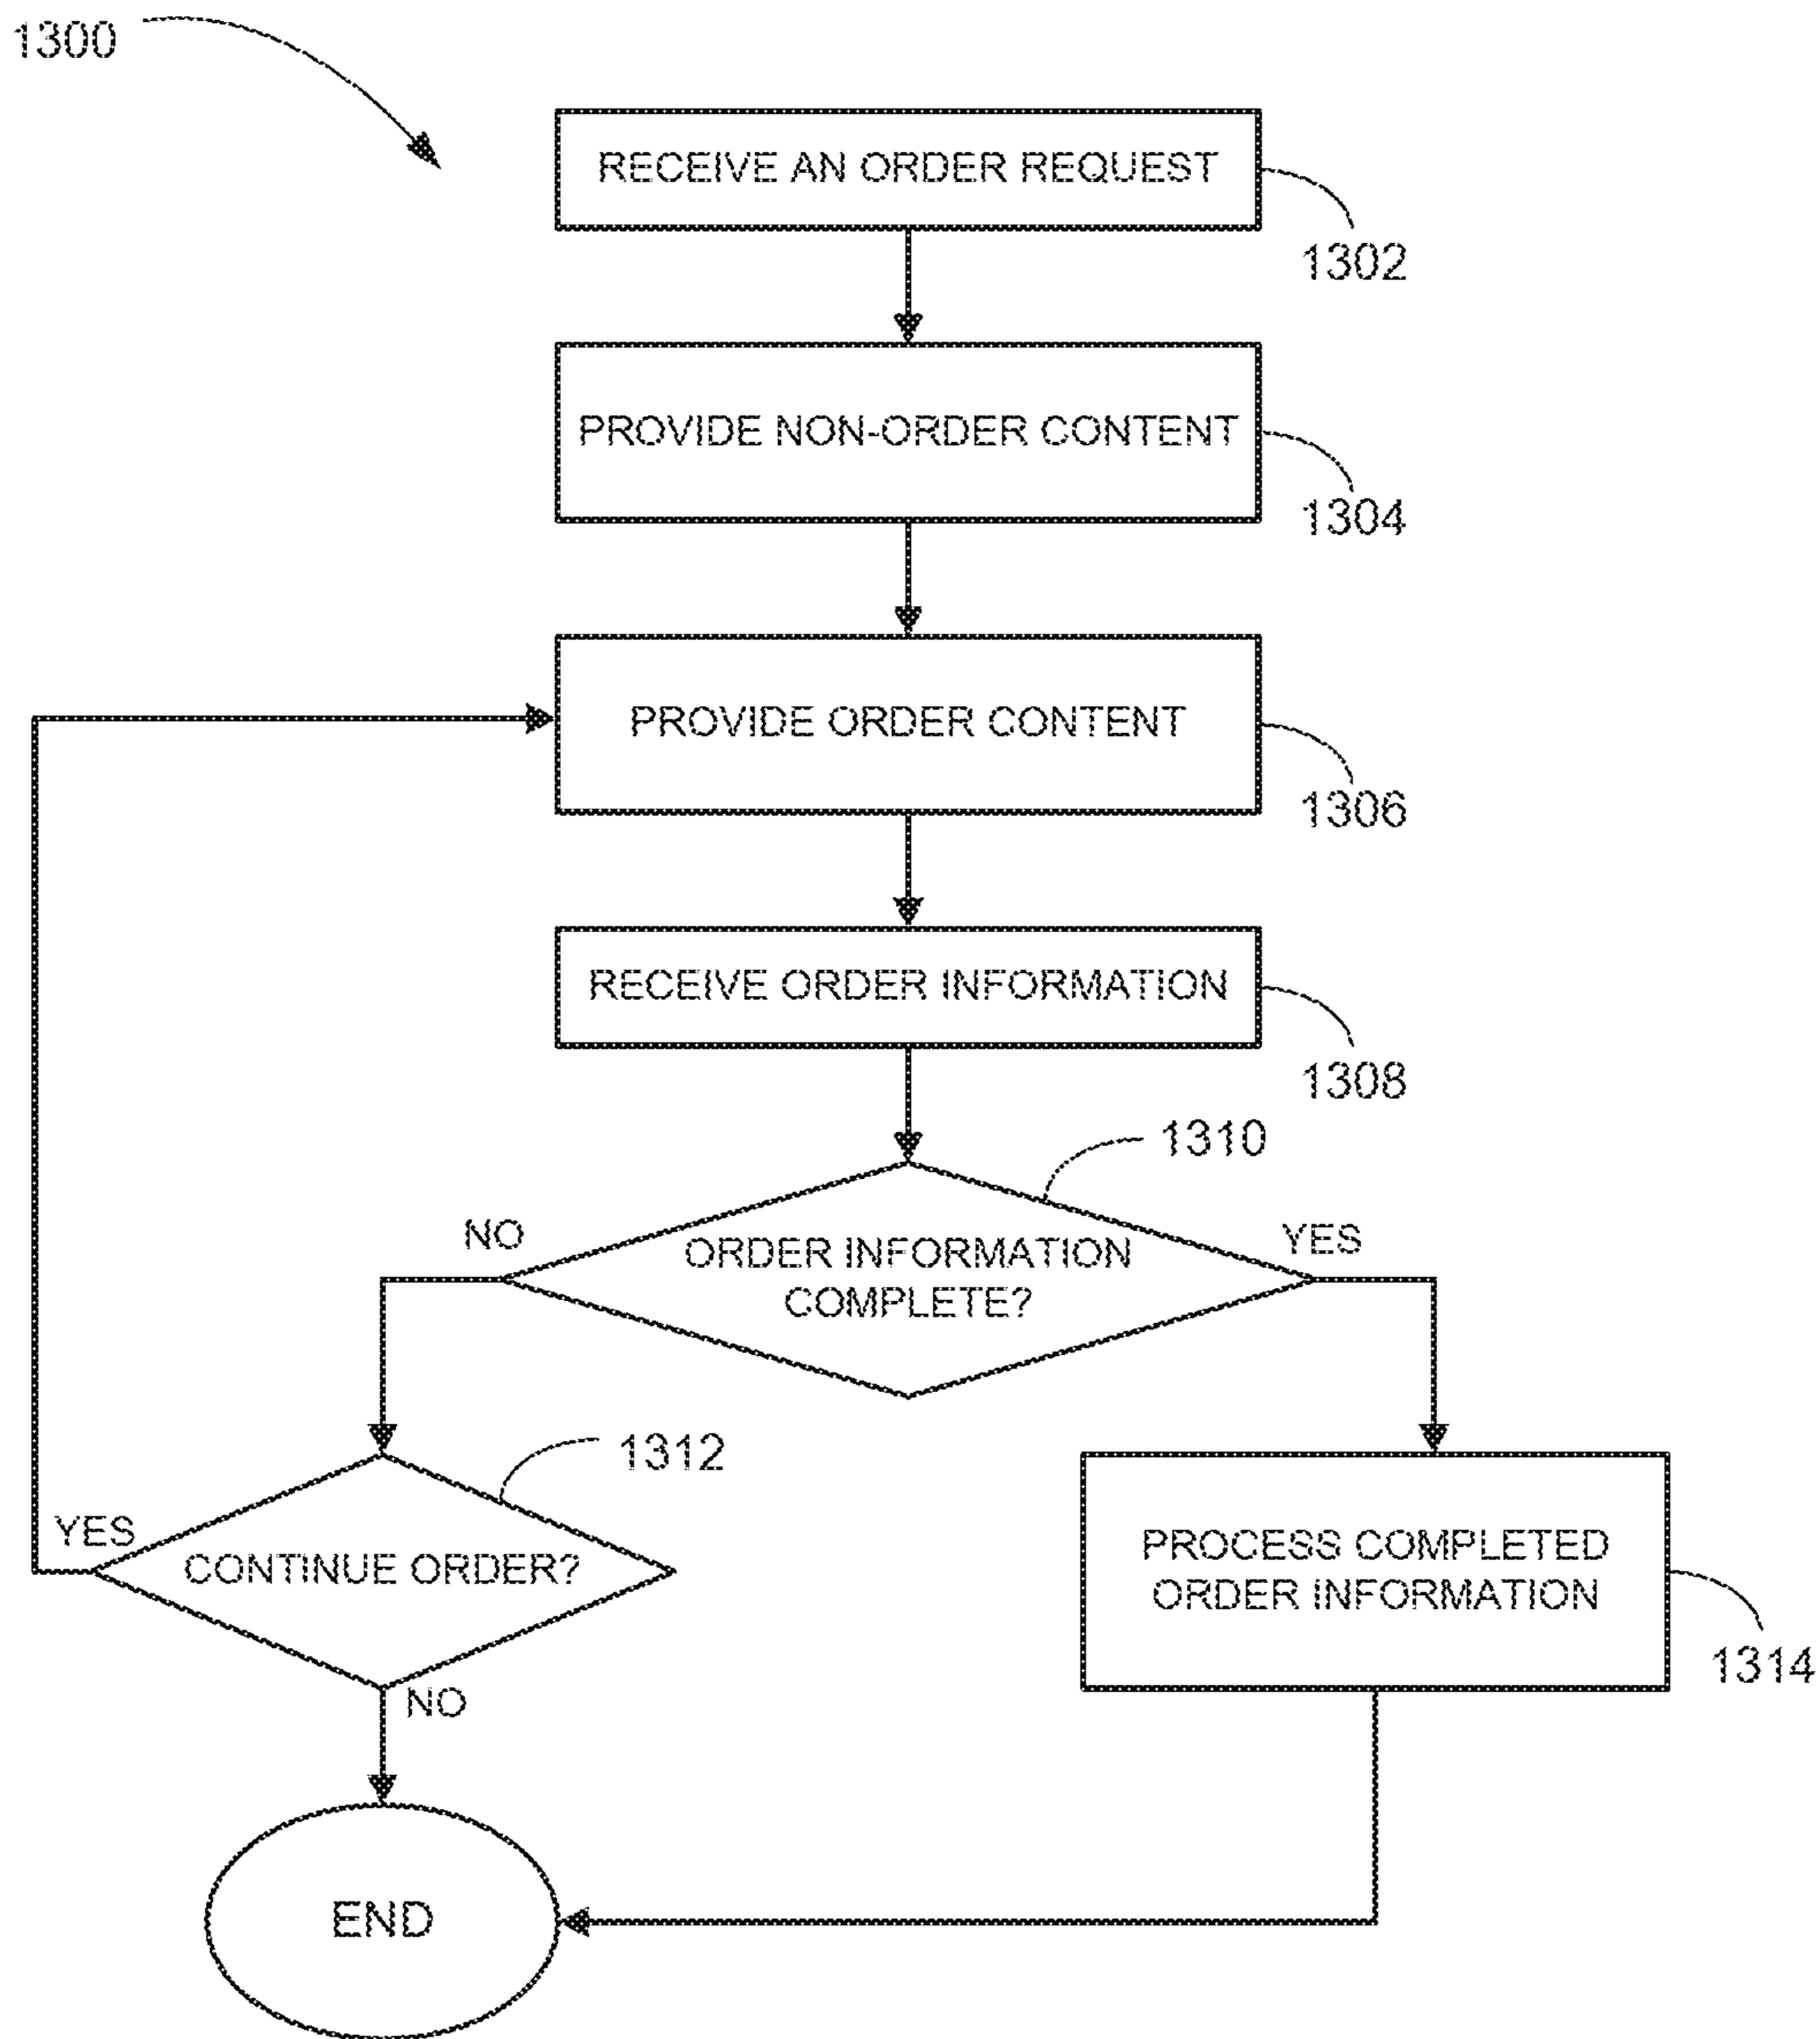 1300
RECEIVE AN ORDER REQUEST
1302
PROVIDE NON-ORDER CONTENT
1304
PROVIDE ORDER CONTENT
1306
RECEIVE ORDER INFORMATION
1308
1310
NO
YES
ORDER INFORMATION
COMPLETE?
1312
YES
CONTINUE ORDER?
PROCESS COMPLETED
ORDER INFORMATION
1314
NO
END